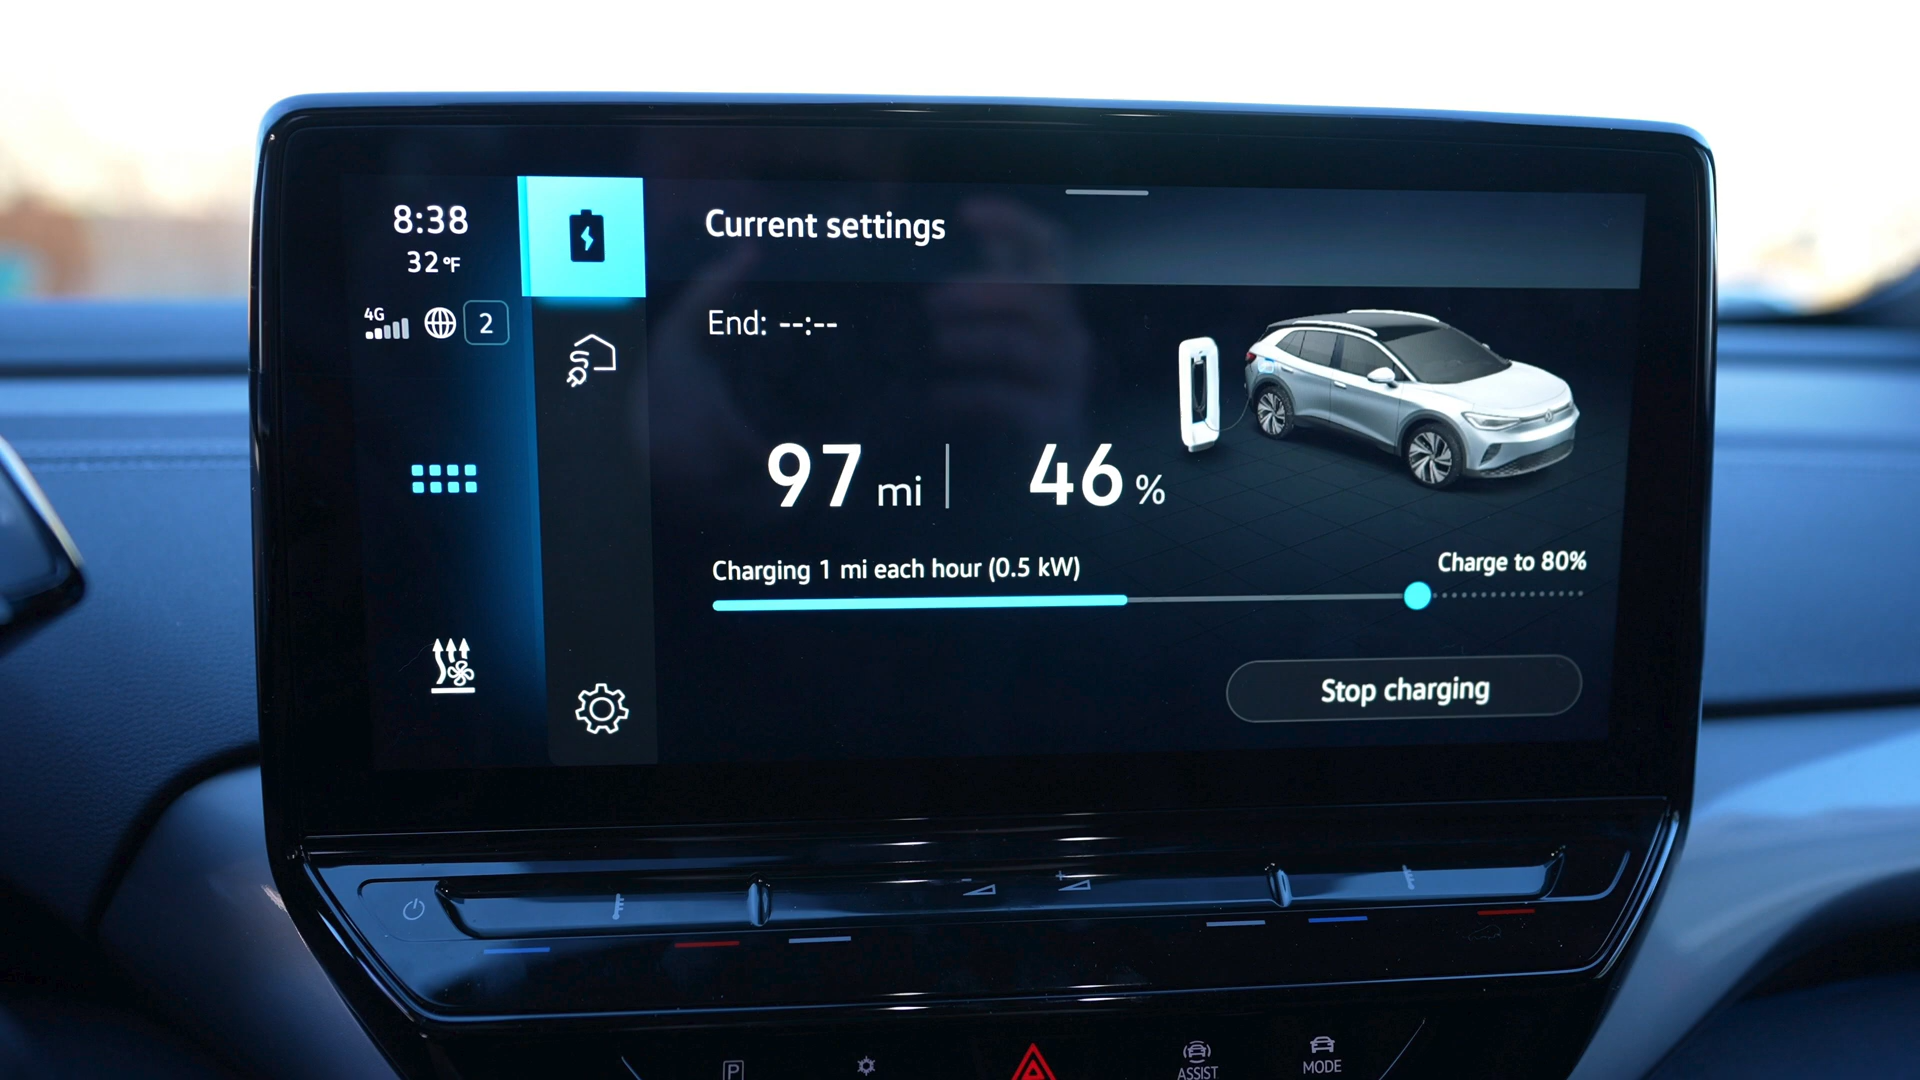 8:38
32°F
4G
2
Current settings
End: --:--
97 mi | 46 %
Charging 1 mi each hour (0.5 kW)
Charge to 80%
Stop charging
P
ASSIST
MODE